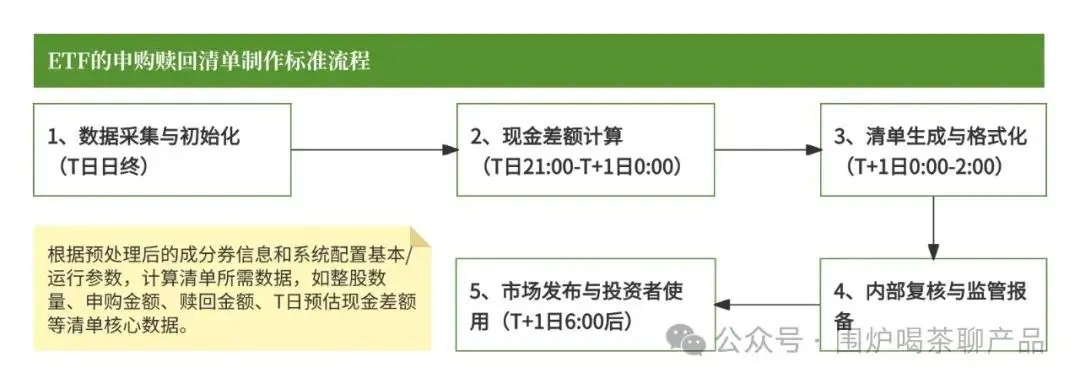 ETF的申购赎回清单制作标准流程
1、数据采集与初始化
（T日日终）
2、现金差额计算
（T日21:00-T+1日0:00）
3、清单生成与格式化
（T+1日0:00-2:00）
根据预处理后的成分券信息和系统配置基本/
运行参数，计算清单所需数据，如整股数
量、申购金额、赎回金额、T日预估现金差额
等清单核心数据。
5、市场发布与投资者使
用（T+1日6:00后）
4、内部复核与监管报
备
公众号 · 围炉喝茶聊产品